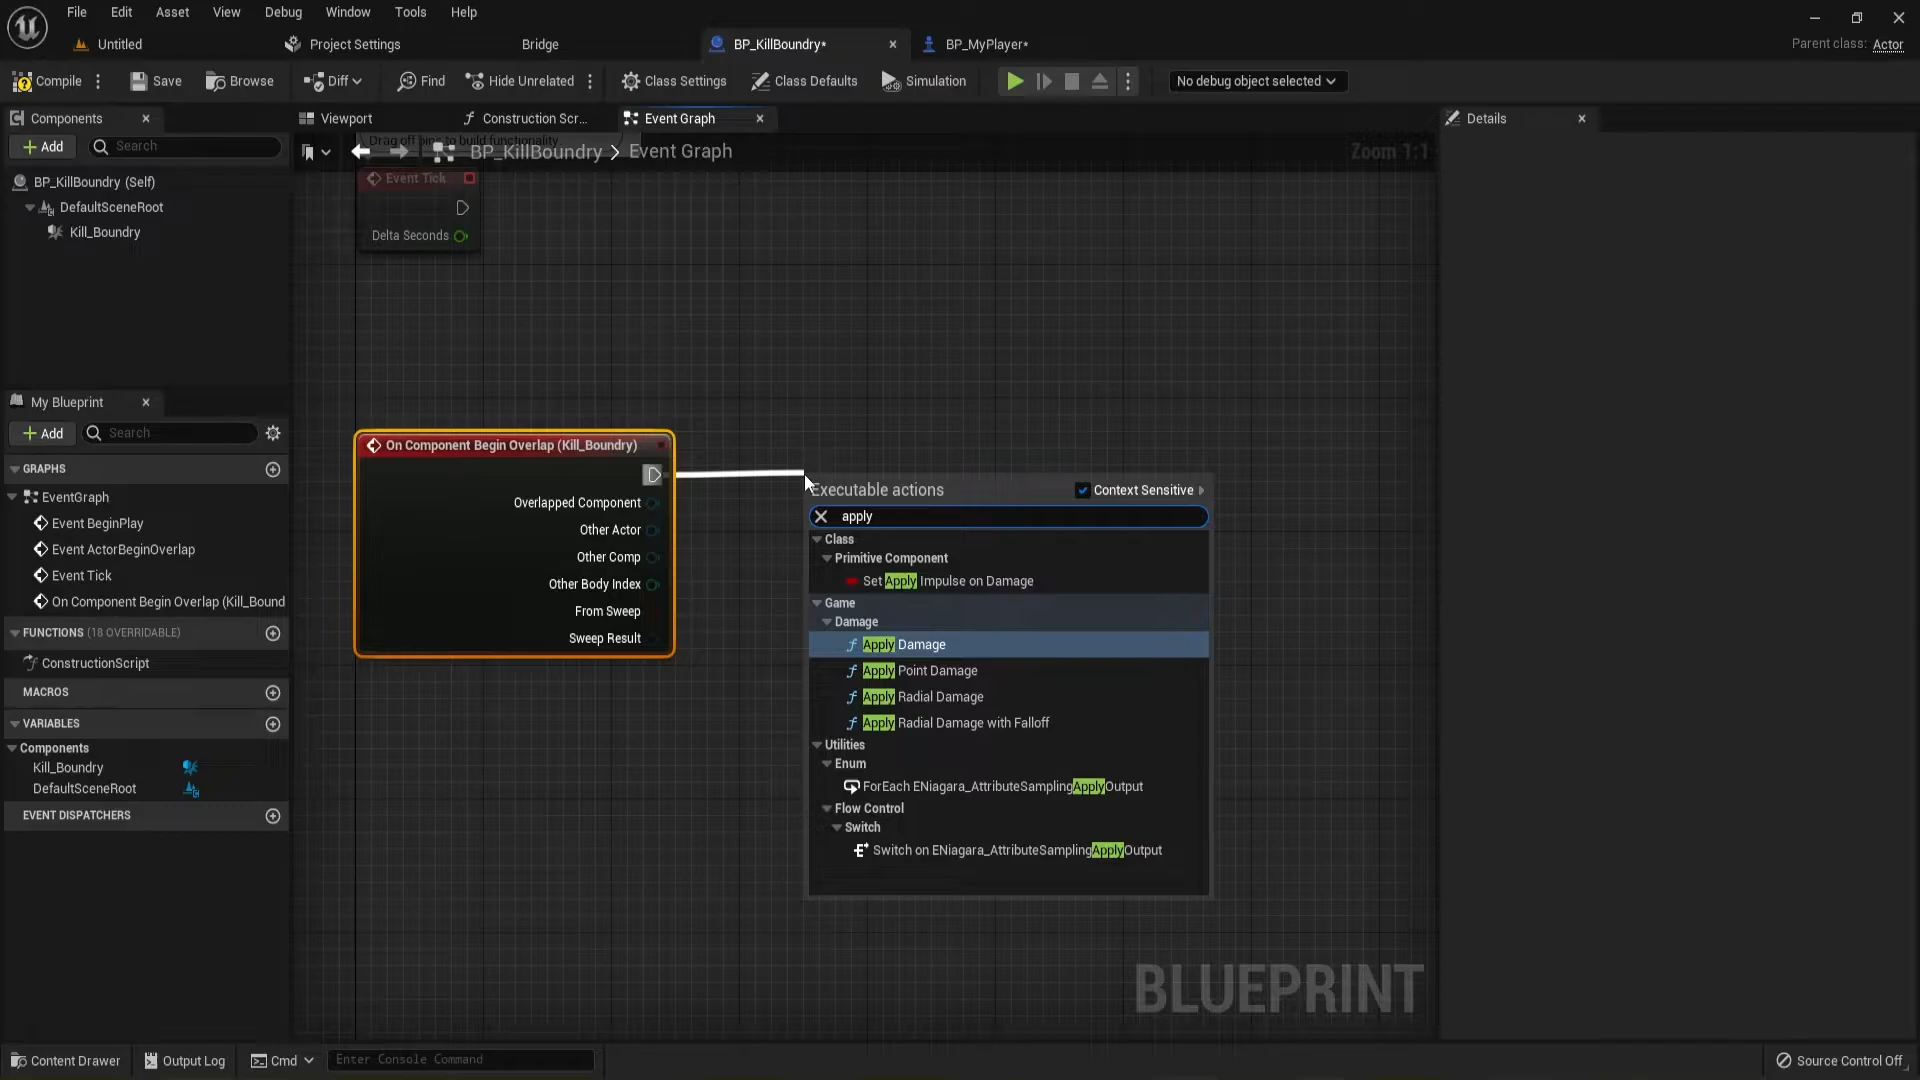 File Edit Asset View Debug Window Tools Help
Untitled Project Settings Bridge BP_KillBoundry* BP_MyPlayer* Parent class: Actor
Compile Save Browse Diff Find Hide Unrelated Class Settings Class Defaults Simulation No debug object selected
Components
Add Search
BP_KillBoundry (Self)
DefaultSceneRoot
Kill_Boundry
My Blueprint
Add Search
GRAPHS
EventGraph
Event BeginPlay
Event ActorBeginOverlap
Event Tick
On Component Begin Overlap (Kill_Bound
FUNCTIONS (18 OVERRIDABLE)
ConstructionScript
MACROS
VARIABLES
Components
Kill_Boundry
DefaultSceneRoot
EVENT DISPATCHERS
Viewport Construction Scr... Event Graph
Drag off pins to build functionality
BP_KillBoundry > Event Graph Zoom 1:1
Event Tick
Delta Seconds
On Component Begin Overlap (Kill_Boundry)
Overlapped Component
Other Actor
Other Comp
Other Body Index
From Sweep
Sweep Result
Executable actions Context Sensitive
apply
Class
Primitive Component
Set Apply Impulse on Damage
Game
Damage
Apply Damage
Apply Point Damage
Apply Radial Damage
Apply Radial Damage with Falloff
Utilities
Enum
ForEach ENiagara_AttributeSamplingApplyOutput
Flow Control
Switch
Switch on ENiagara_AttributeSamplingApplyOutput
BLUEPRINT
Details
Content Drawer Output Log Cmd Enter Console Command Source Control Off